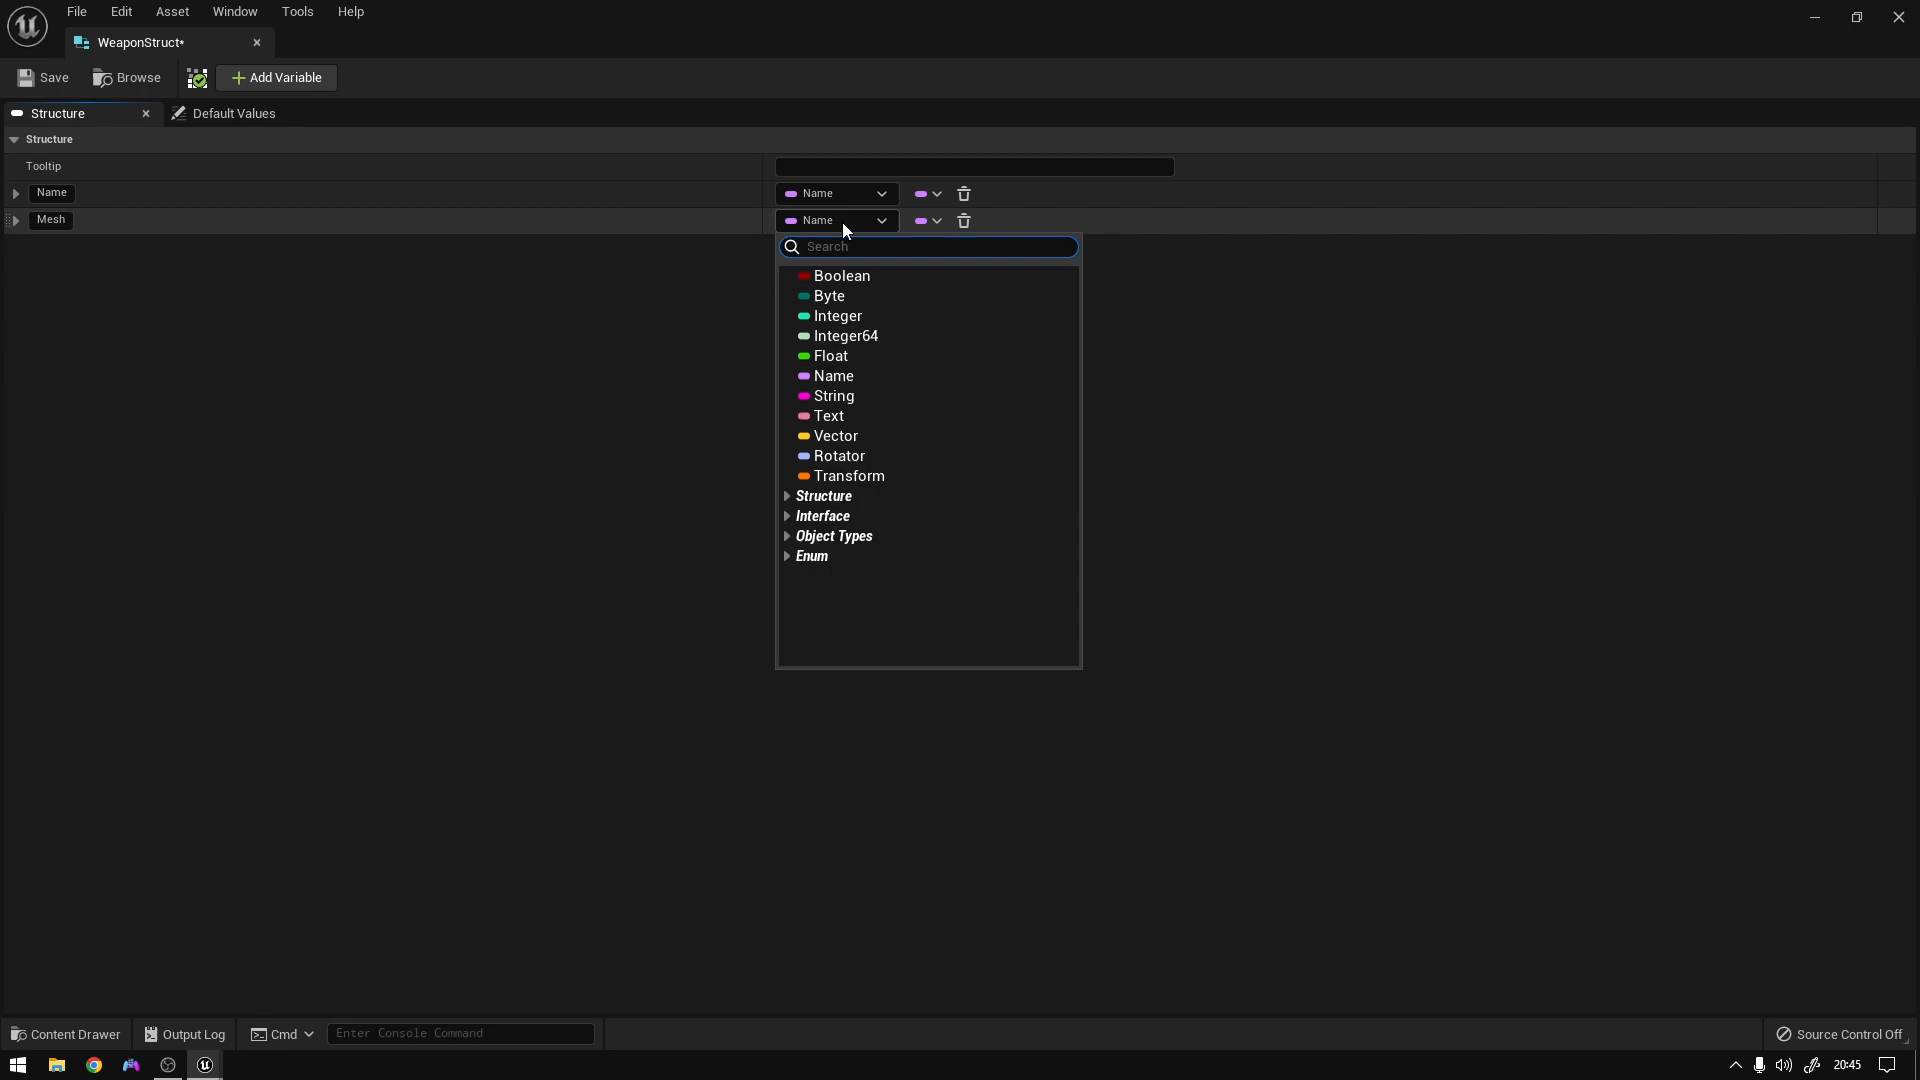 File Edit Asset Window Tools Help
WeaponStruct*
Save Browse Add Variable
Structure Default Values
Structure
Tooltip
Name Name
Mesh Name
Search
Boolean
Byte
Integer
Integer64
Float
Name
String
Text
Vector
Rotator
Transform
Structure
Interface
Object Types
Enum
Content Drawer Output Log Cmd Enter Console Command Source Control Off
20:45